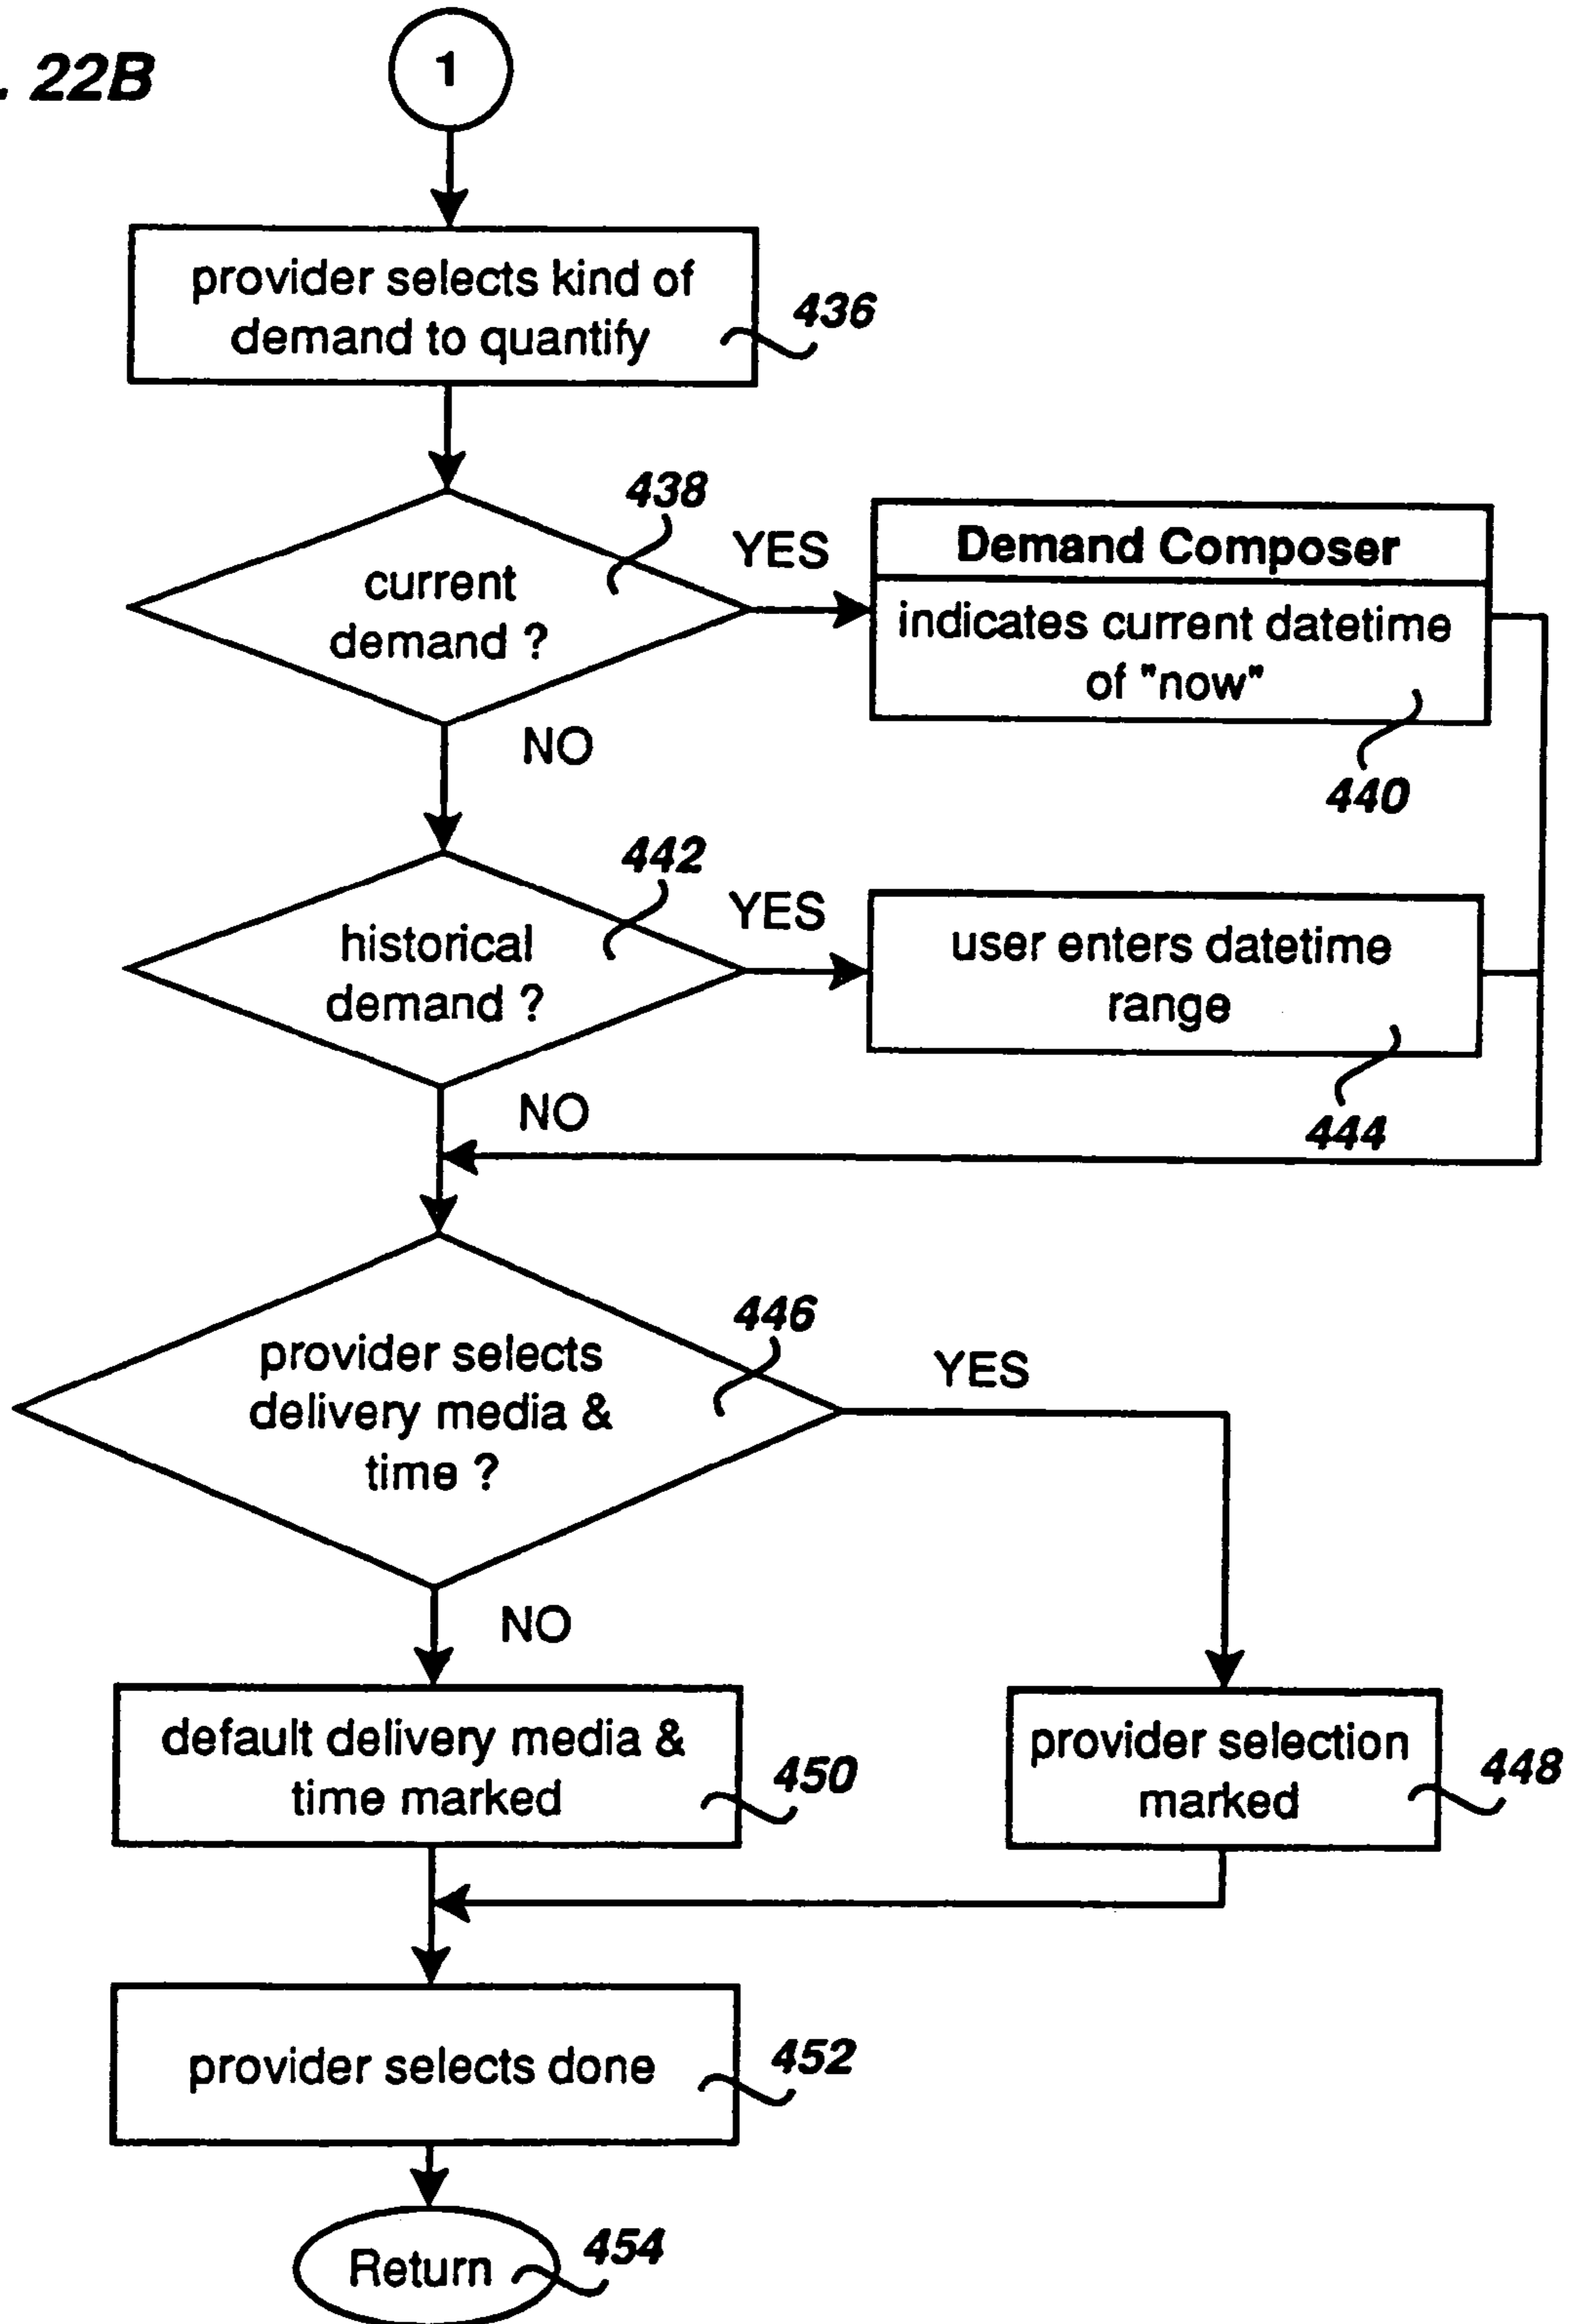 . 22B
1
provider selects kind of
demand to quantify
436
438
current
demand ?
YES
Demand Composer
indicates current datetime
of "now"
440
NO
442
historical
demand ?
YES
user enters datetime
range
444
NO
446
provider selects
delivery media &
time ?
YES
NO
default delivery media &
time marked
450
provider selection
marked
448
provider selects done
452
Return
454